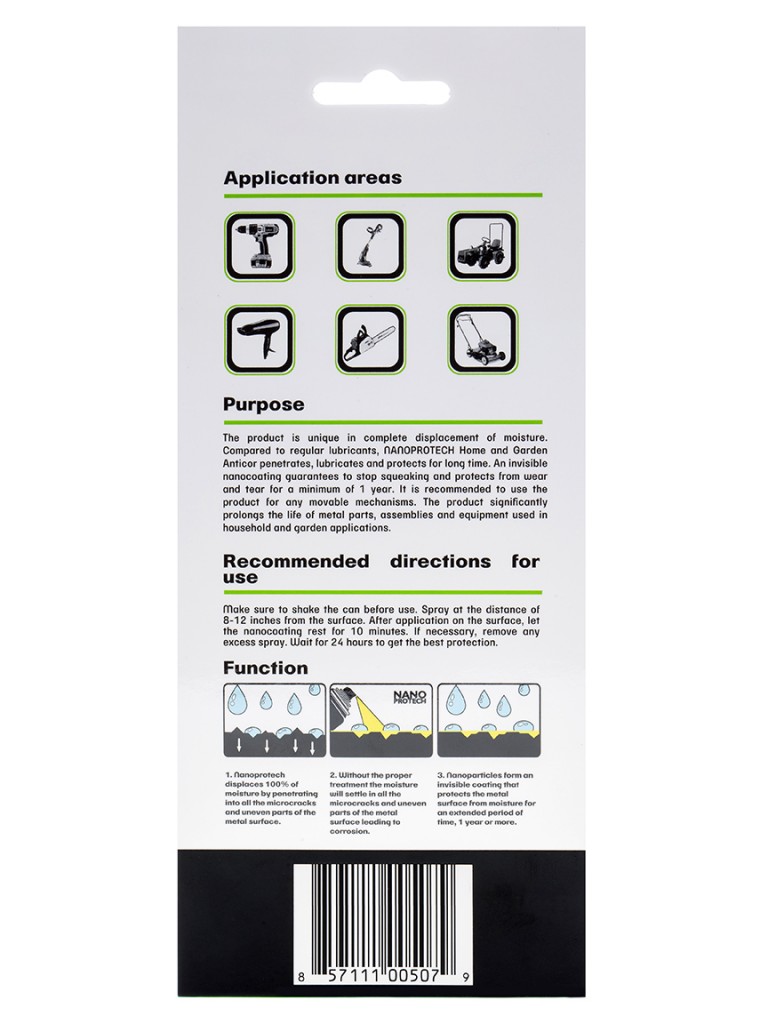 Application areas
Purpose
The product is unique in complete displacement of moisture.
Compared to regular lubricants, NANOPROTECH Home and Garden
Anticor penetrates, lubricates and protects for long time. An invisible
nanocoating guarantees to stop squeaking and protects from wear
and tear for a minimum of 1 year. It is recommended to use the
product for any movable mechanisms. The product significantly
prolongs the life of metal parts, assemblies and equipment used in
household and garden applications.
Recommended directions for
use
Make sure to shake the can before use. Spray at the distance of
8-12 inches from the surface. After application on the surface, let
the nanocoating rest for 10 minutes. If necessary, remove any
excess spray. Wait for 24 hours to get the best protection.
Function
NANO
PROTECH
1. Nanoprotech
displaces 100% of
moisture by penetrating
into all the microcracks
and uneven parts of the
metal surface.
2. Without the proper
treatment the moisture
will settle in all the
microcracks and uneven
parts of the metal
surface leading to
corrosion.
3. Nanoparticles form an
invisible coating that
protects the metal
surface from moisture for
an extended period of
time, 1 year or more.
8 57111 00507 9